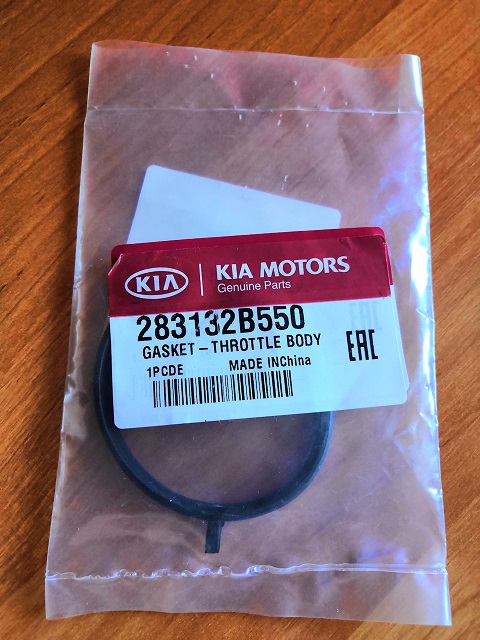 KIA
KIA MOTORS
Genuine Parts
283132B550
GASKET-THROTTLE BODY
1PCDE MADE INChina
EAC